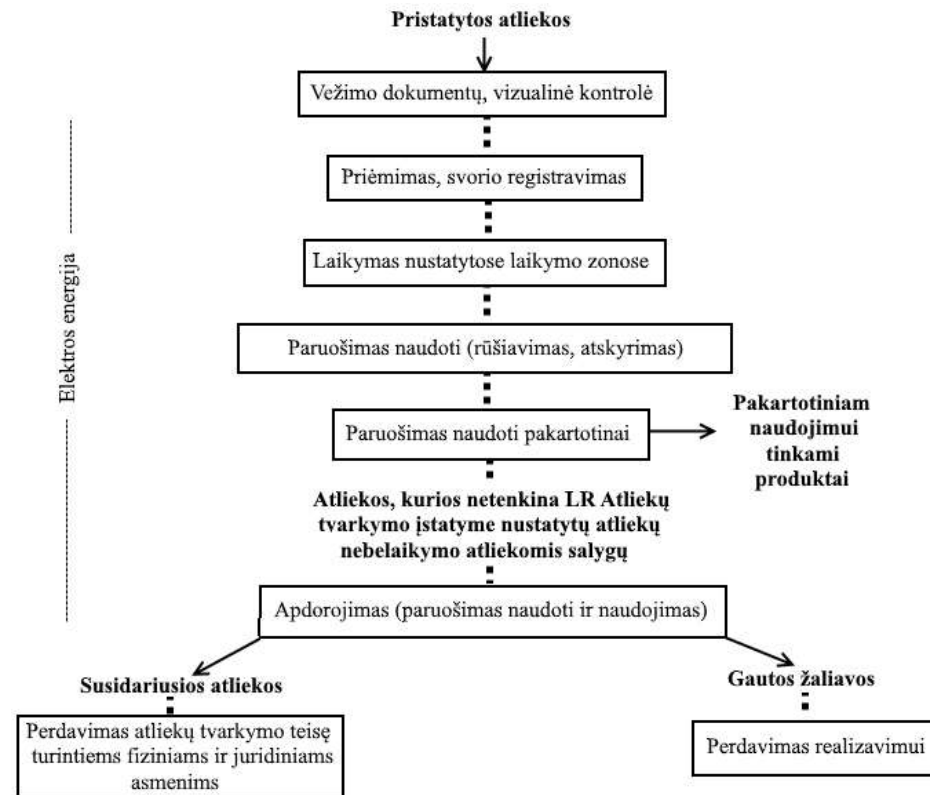 Pristatytos atliekos
Vežimo dokumentų, vizualinė kontrolė
Priėmimas, svorio registravimas
Laikymas nustatytose laikymo zonose
Elektros energija
Paruošimas naudoti (rūšiavimas, atskyrimas)
Paruošimas naudoti pakartotinai
Pakartotiniam
naudojimui
tinkami
produktai
Atliekos, kurios netenkina LR Atliekų
tvarkymo įstatyme nustatytų atliekų
nebelaikymo atliekomis salygų
Apdorojimas (paruošimas naudoti ir naudojimas)
Susidariusios atliekos
Perdavimas atliekų tvarkymo teisę
turintiems fiziniams ir juridiniams
asmenims
Gautos žaliavos
Perdavimas realizavimui